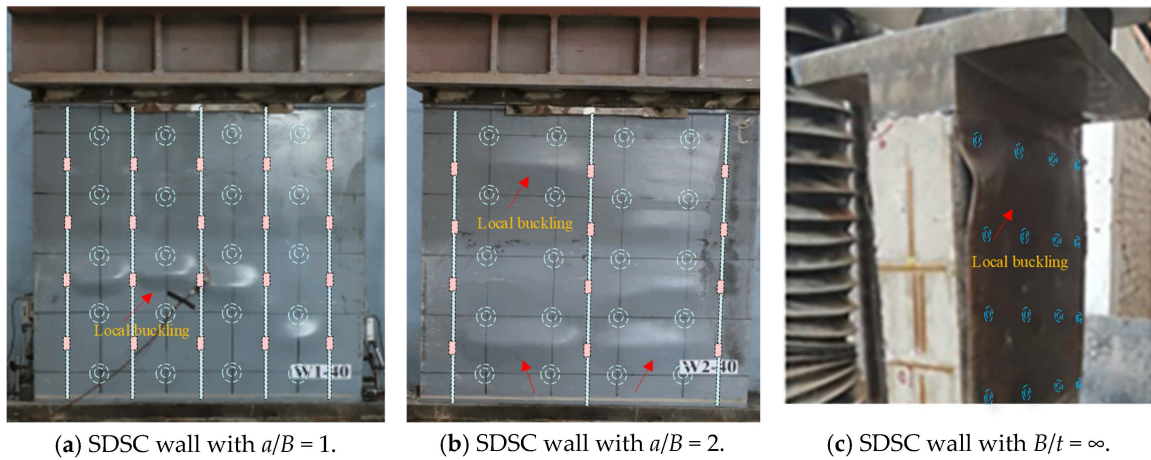 Local buckling
W1-40
Local buckling
W2-40
Local buckling
(a) SDSC wall with a/B = 1.
(b) SDSC wall with a/B = 2.
(c) SDSC wall with B/t = ∞.